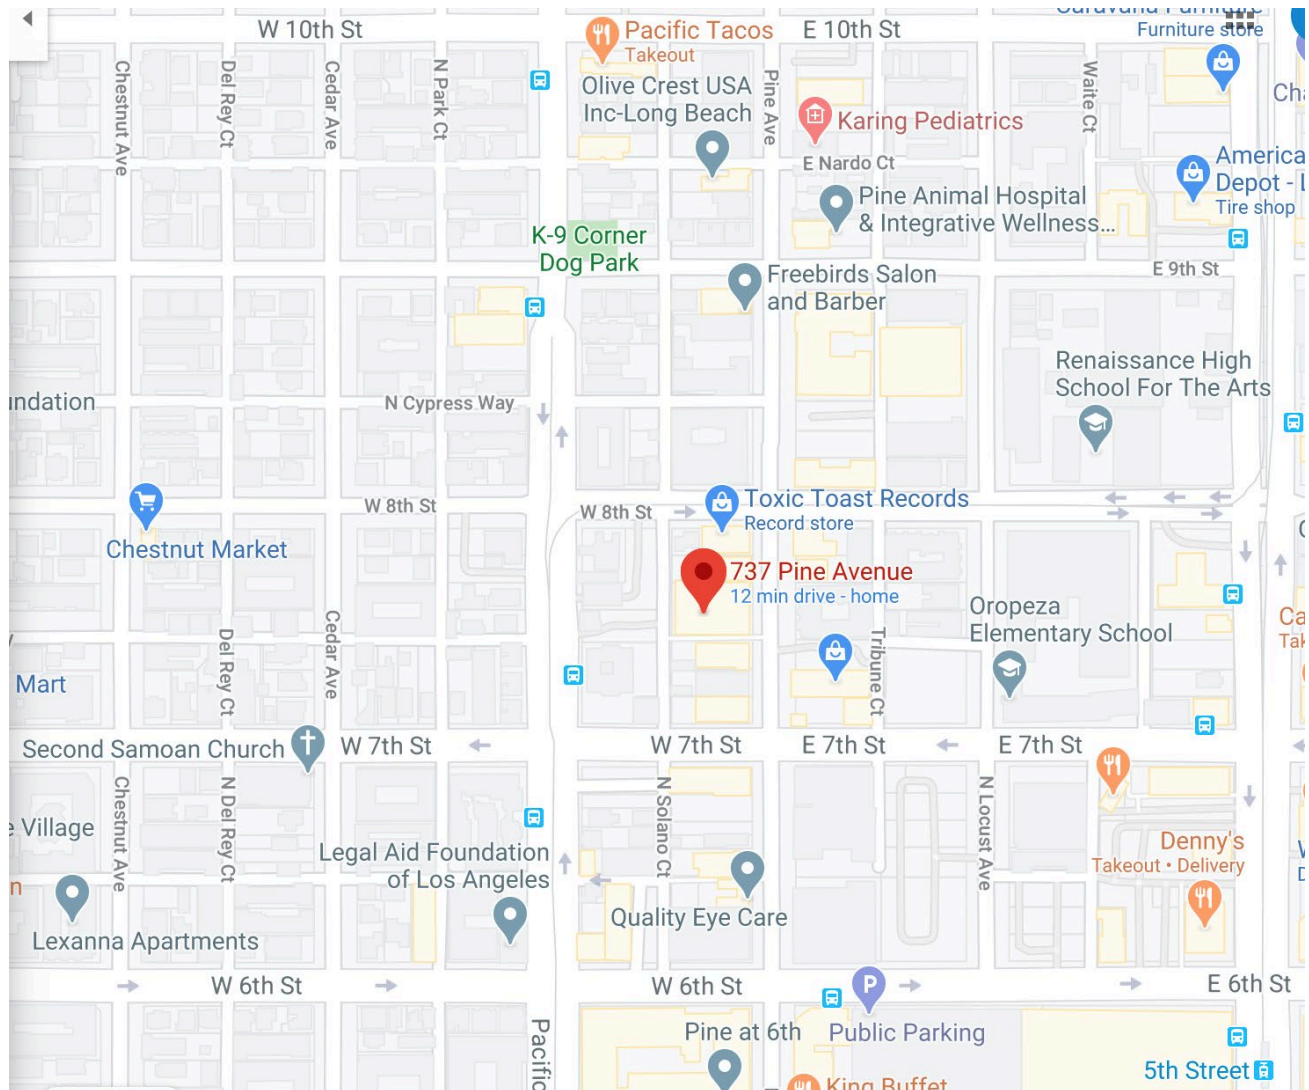 W 10th St
Pacific Tacos
Takeout
E 10th St
Furniture store
Chestnut Ave
Del Rey Ct
Cedar Ave
N Park Ct
Olive Crest USA
Inc-Long Beach
Pine Ave
Waite Ct
Karing Pediatrics
E Nardo Ct
Pine Animal Hospital
& Integrative Wellness...
America
Depot - L
Tire shop
K-9 Corner
Dog Park
E 9th St
Freebirds Salon
and Barber
Renaissance High
School For The Arts
undation
N Cypress Way
W 8th St
W 8th St
Toxic Toast Records
Record store
Chestnut Market
737 Pine Avenue
12 min drive - home
Oropeza
Elementary School
Del Rey Ct
Cedar Ave
Tribune Ct
Mart
Second Samoan Church
W 7th St
W 7th St
E 7th St
E 7th St
Chestnut Ave
N Del Rey Ct
N Solano Ct
N Locust Ave
e Village
Legal Aid Foundation
of Los Angeles
Denny's
Takeout • Delivery
Lexanna Apartments
Quality Eye Care
W 6th St
W 6th St
P
E 6th St
Pacific
Pine at 6th
Public Parking
5th Street
King Buffet